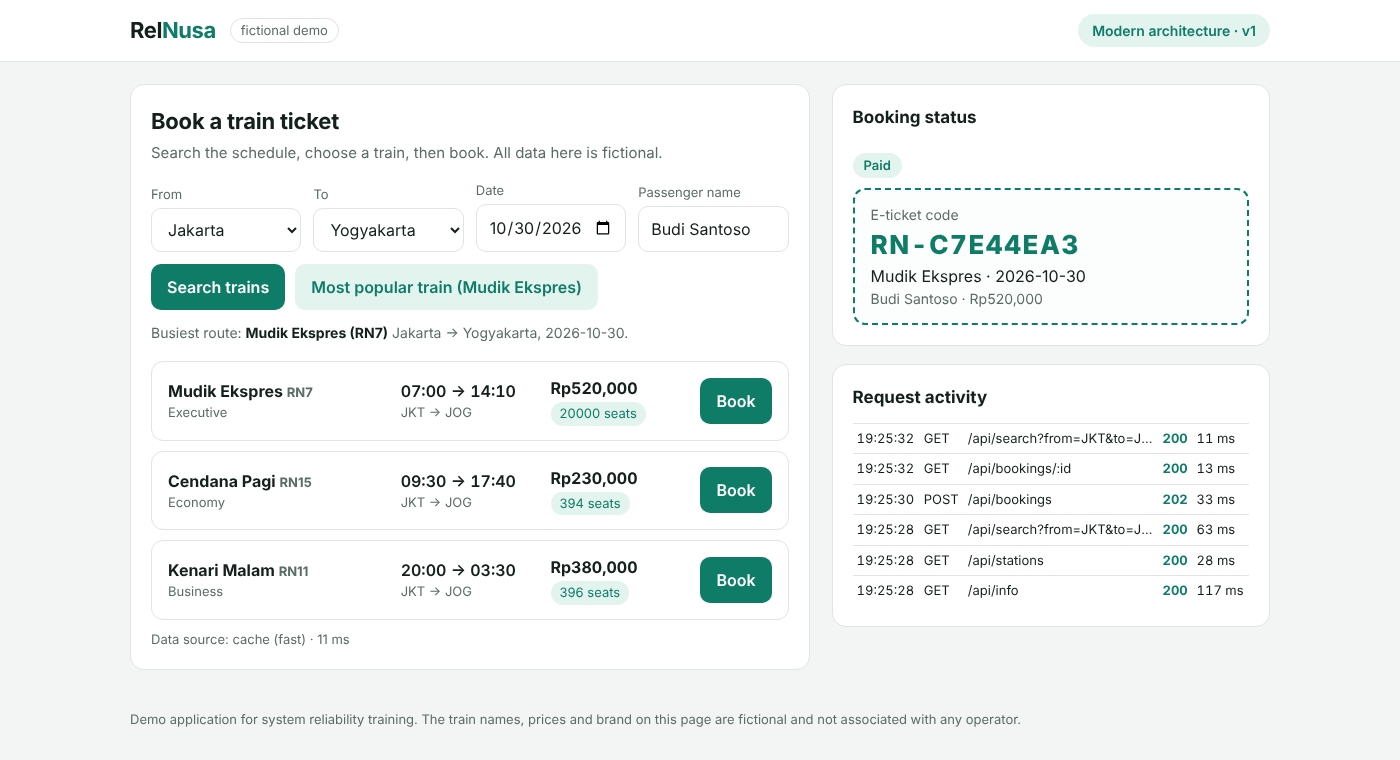 RelNusa fictional demo
Modern architecture · v1
Book a train ticket
Search the schedule, choose a train, then book. All data here is fictional.
From To Date Passenger name
Jakarta Yogyakarta 10/30/2026 Budi Santoso
Search trains Most popular train (Mudik Ekspres)
Busiest route: Mudik Ekspres (RN7) Jakarta → Yogyakarta, 2026-10-30.
Mudik Ekspres RN7 07:00 → 14:10 Rp520,000 Book
Executive JKT → JOG 20000 seats
Cendana Pagi RN15 09:30 → 17:40 Rp230,000 Book
Economy JKT → JOG 394 seats
Kenari Malam RN11 20:00 → 03:30 Rp380,000 Book
Business JKT → JOG 396 seats
Data source: cache (fast) · 11 ms
Booking status
Paid
E-ticket code
RN-C7E44EA3
Mudik Ekspres · 2026-10-30
Budi Santoso · Rp520,000
Request activity
19:25:32 GET /api/search?from=JKT&to=J... 200 11 ms
19:25:32 GET /api/bookings/:id 200 13 ms
19:25:30 POST /api/bookings 202 33 ms
19:25:28 GET /api/search?from=JKT&to=J... 200 63 ms
19:25:28 GET /api/stations 200 28 ms
19:25:28 GET /api/info 200 117 ms
Demo application for system reliability training. The train names, prices and brand on this page are fictional and not associated with any operator.